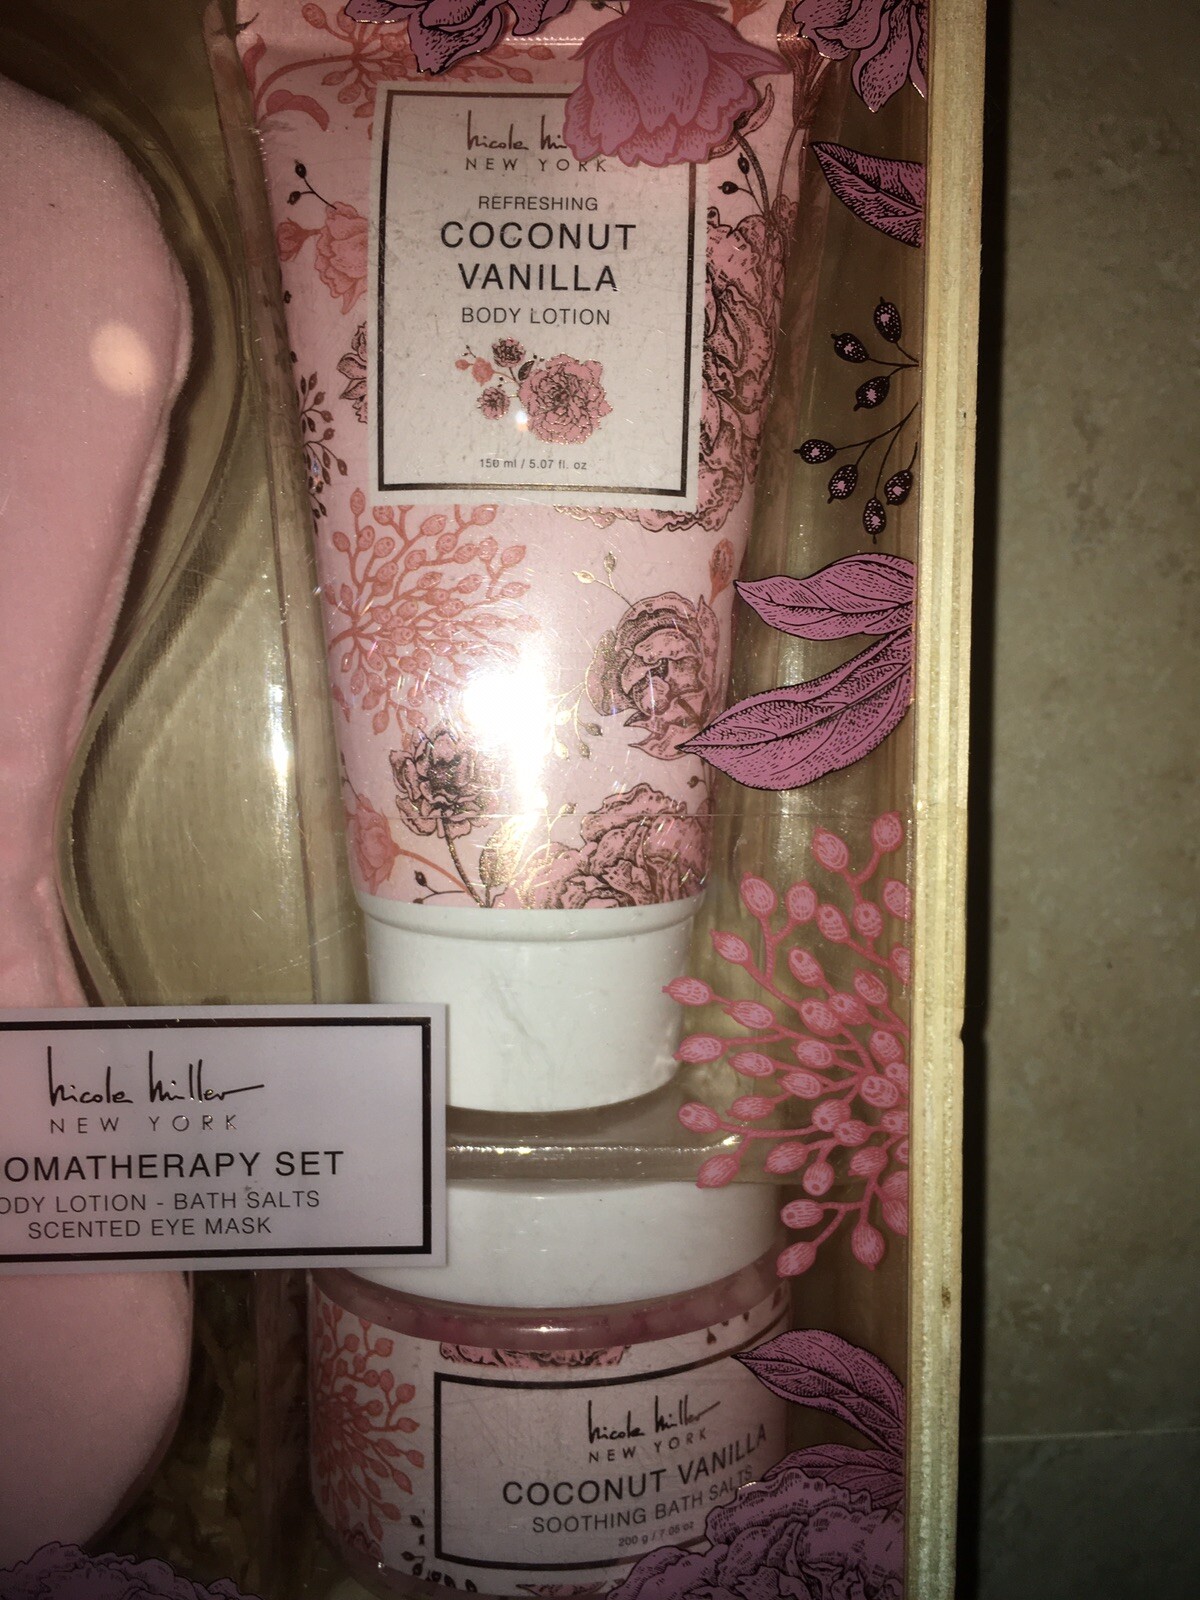 nicole
NEW YORK
REFRESHING
COCONUT
VANILLA
BODY LOTION
150 ml / 5.07 fl. oz
nicole miller
NEW YORK
OMATHERAPY SET
ODY LOTION - BATH SALTS
SCENTED EYE MASK
nicole miller
NEW YORK
COCONUT VANILLA
SOOTHING BATH SALTS
200 g / 7.05 oz